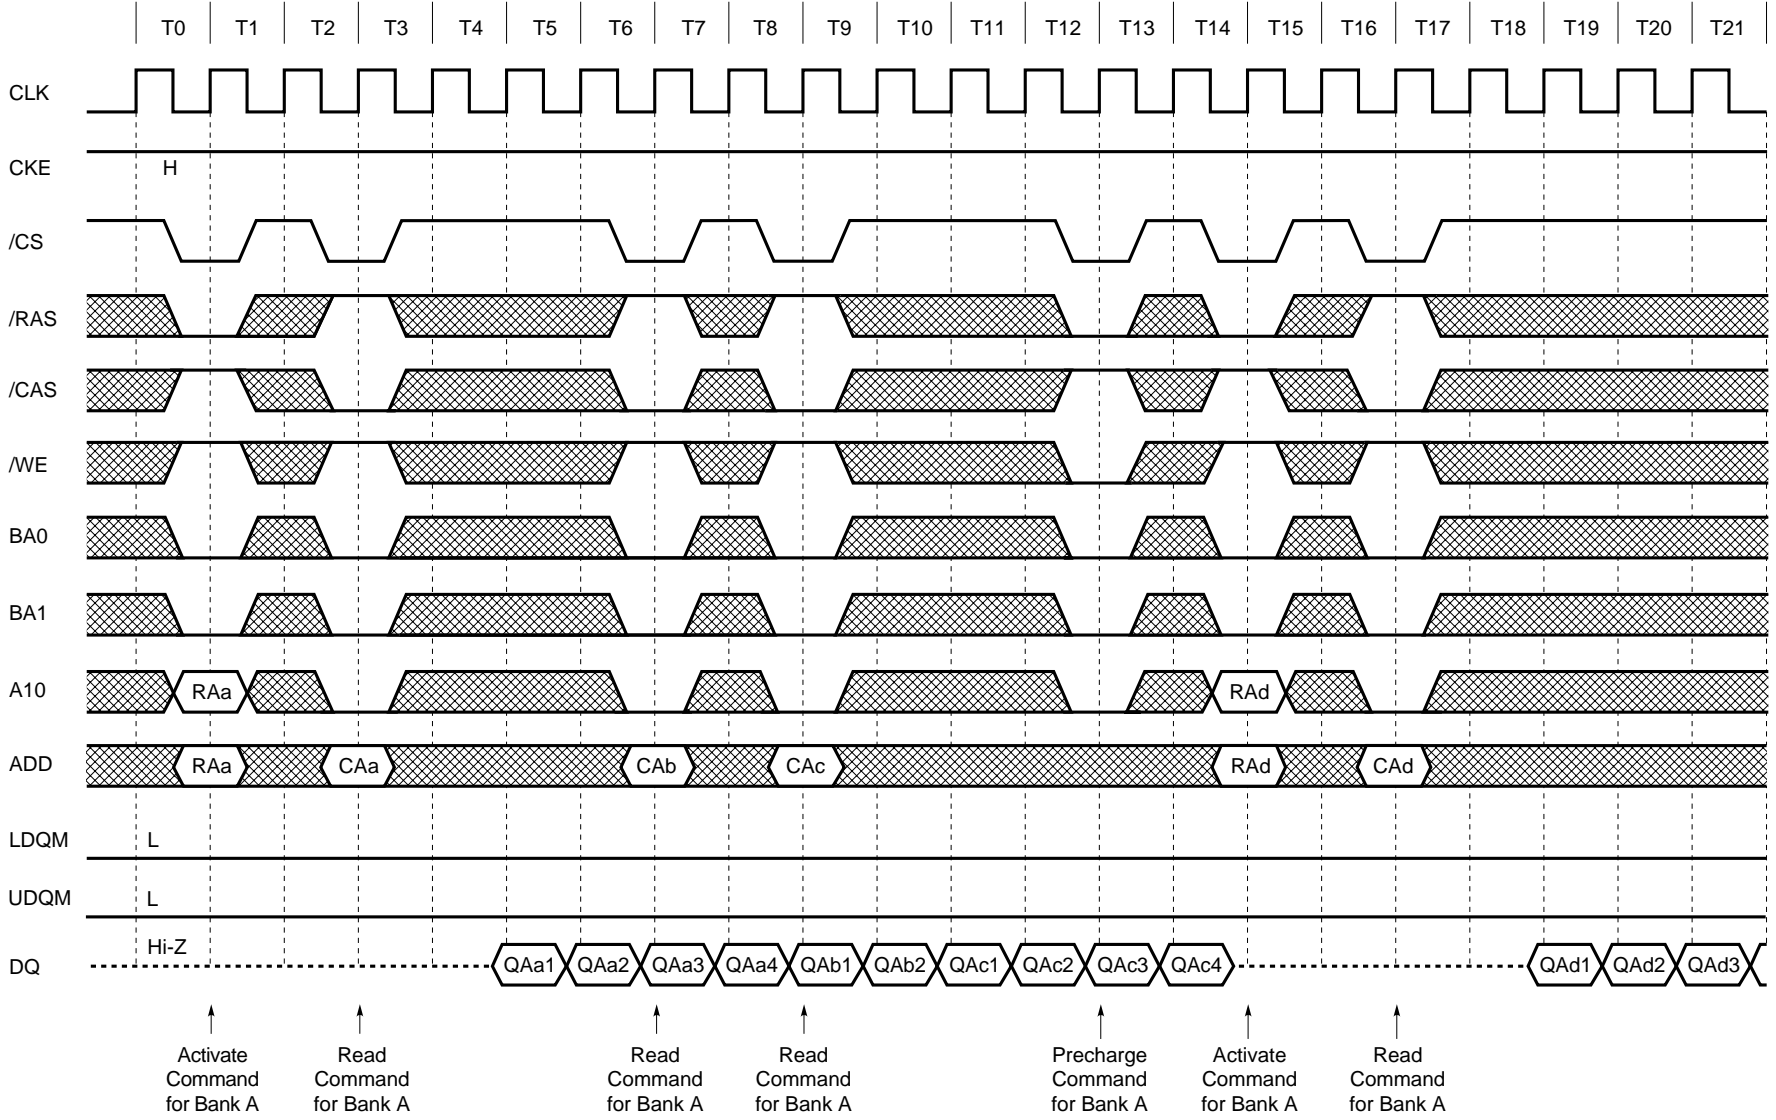 T0 T1 T2 T3 T4 T5 T6 T7 T8 T9 T10 T11 T12 T13 T14 T15 T16 T17 T18 T19 T20 T21
CLK
CKE H
/CS
/RAS
/CAS
/WE
BA0
BA1
A10 RAa RAd
ADD RAa CAa CAb CAc RAd CAd
LDQM L
UDQM L
DQ Hi-Z QAa1 QAa2 QAa3 QAa4 QAb1 QAb2 QAc1 QAc2 QAc3 QAc4 QAd1 QAd2 QAd3
Activate
Command
for Bank A
Read
Command
for Bank A
Read
Command
for Bank A
Read
Command
for Bank A
Precharge
Command
for Bank A
Activate
Command
for Bank A
Read
Command
for Bank A